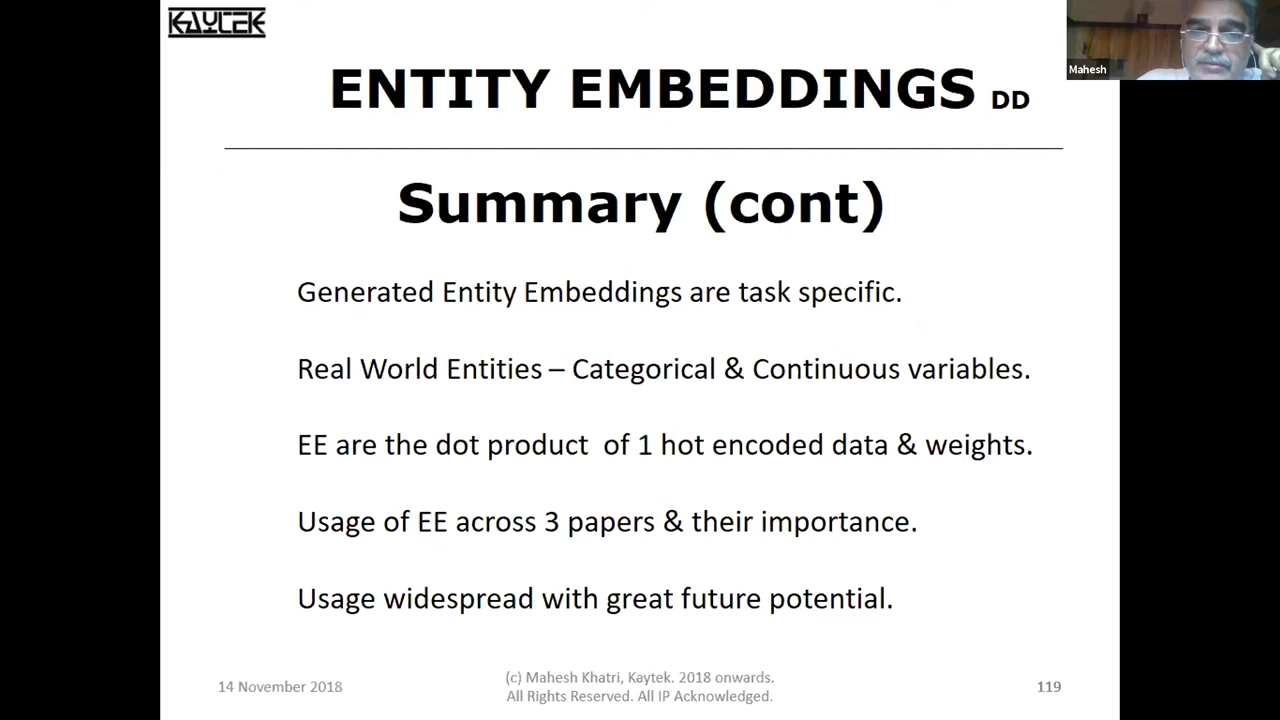 KAYTEK
Mahesh
ENTITY EMBEDDINGS DD
Summary (cont)
Generated Entity Embeddings are task specific.
Real World Entities – Categorical & Continuous variables.
EE are the dot product of 1 hot encoded data & weights.
Usage of EE across 3 papers & their importance.
Usage widespread with great future potential.
14 November 2018
(c) Mahesh Khatri, Kaytek. 2018 onwards.
All Rights Reserved. All IP Acknowledged.
119